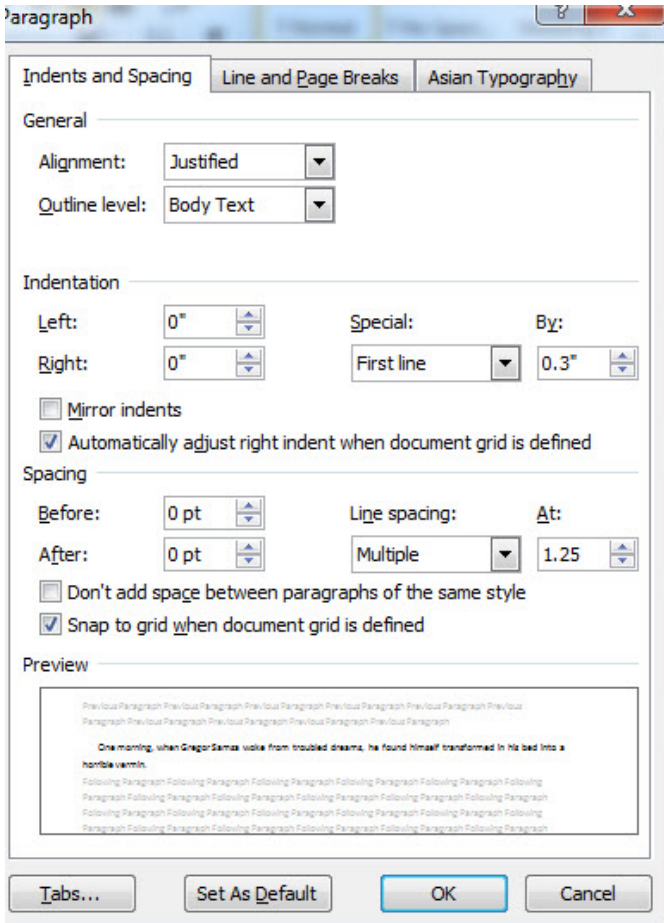 Paragraph
?
Indents and Spacing Line and Page Breaks Asian Typography
General
Alignment: Justified
Outline level: Body Text
Indentation
Left: 0" Special: By:
Right: 0" First line 0.3"
Mirror indents
Automatically adjust right indent when document grid is defined
Spacing
Before: 0 pt Line spacing: At:
After: 0 pt Multiple 1.25
Don't add space between paragraphs of the same style
Snap to grid when document grid is defined
Preview
Previous Paragraph Previous Paragraph Previous Paragraph Previous Paragraph Previous Paragraph Previous
Paragraph Previous Paragraph Previous Paragraph Previous Paragraph Previous Paragraph
One morning, when Gregor Samsa woke from troubled dreams, he found himself transformed in his bed into a
horrible vermin.
Following Paragraph Following Paragraph Following Paragraph Following Paragraph Following Paragraph Following
Paragraph Following Paragraph Following Paragraph Following Paragraph Following Paragraph Following Paragraph
Following Paragraph Following Paragraph Following Paragraph Following Paragraph Following Paragraph Following
Paragraph Following Paragraph Following Paragraph Following Paragraph Following Paragraph Following Paragraph
Tabs... Set As Default OK Cancel